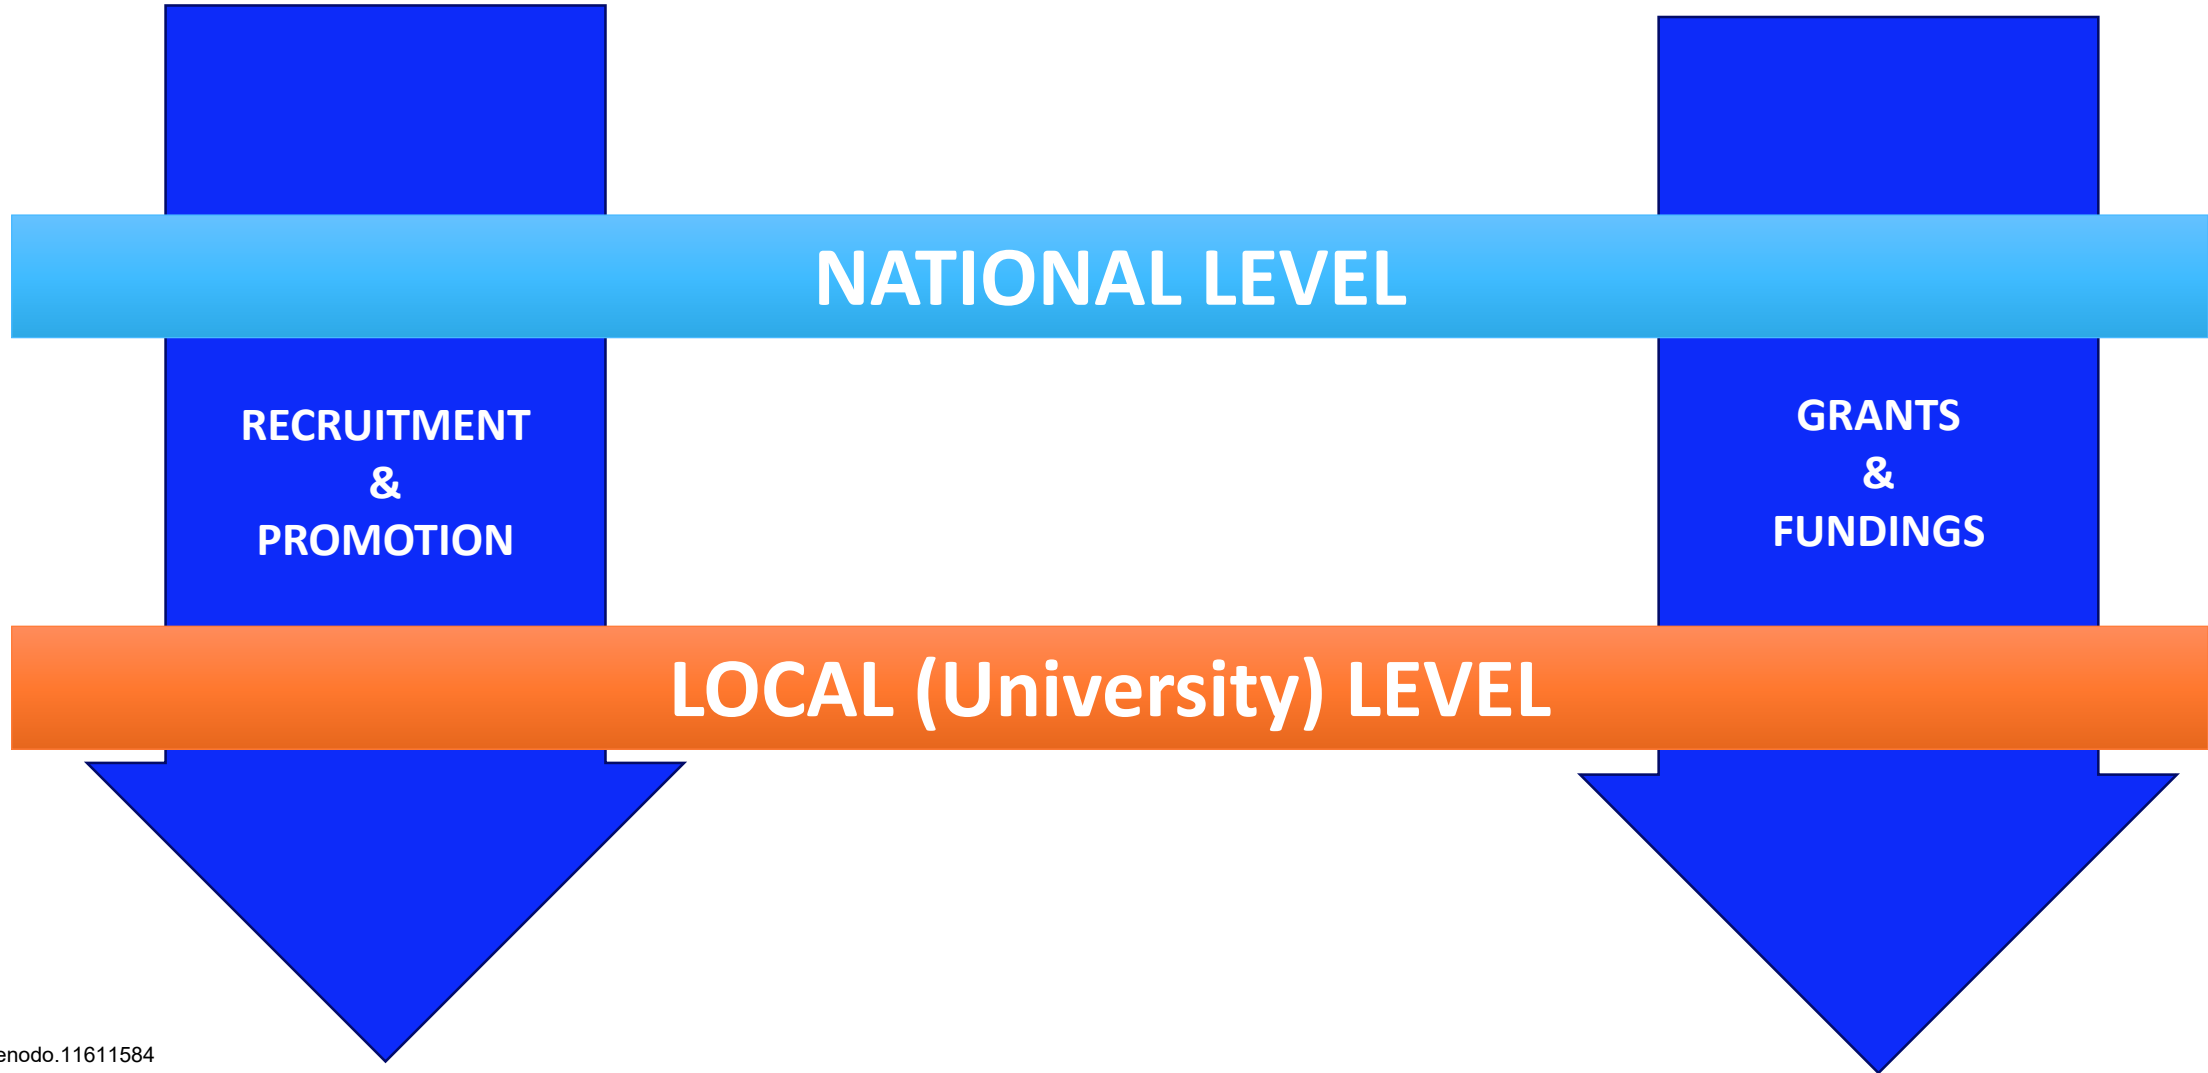 NATIONAL LEVEL
RECRUITMENT
&
PROMOTION
GRANTS
&
FUNDINGS
LOCAL (University) LEVEL
enodo.11611584